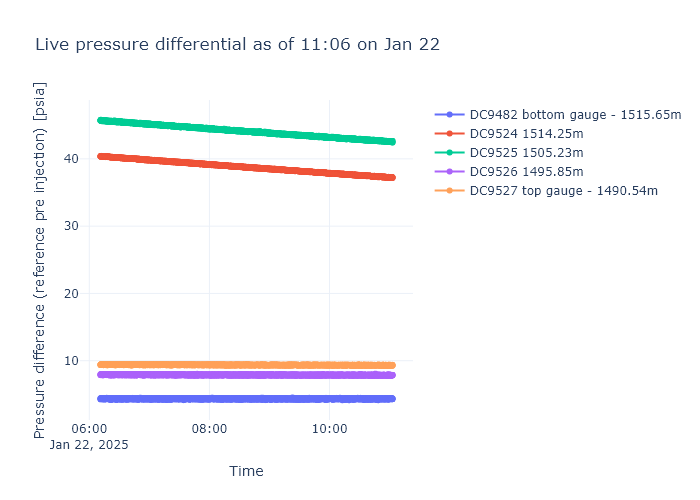 Live pressure differential as of 11:06 on Jan 22
Pressure difference (reference pre injection) [psia]
40
30
20
10
06:00
Jan 22, 2025
08:00
10:00
Time
DC9482 bottom gauge - 1515.65m
DC9524 1514.25m
DC9525 1505.23m
DC9526 1495.85m
DC9527 top gauge - 1490.54m